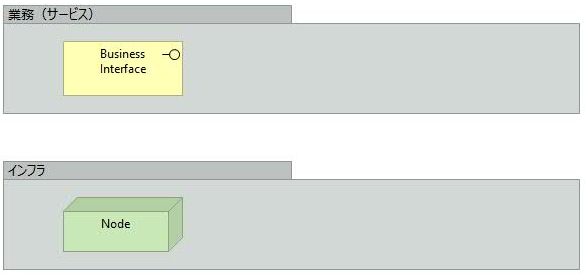 業務（サービス）
Business
Interface
インフラ
Node